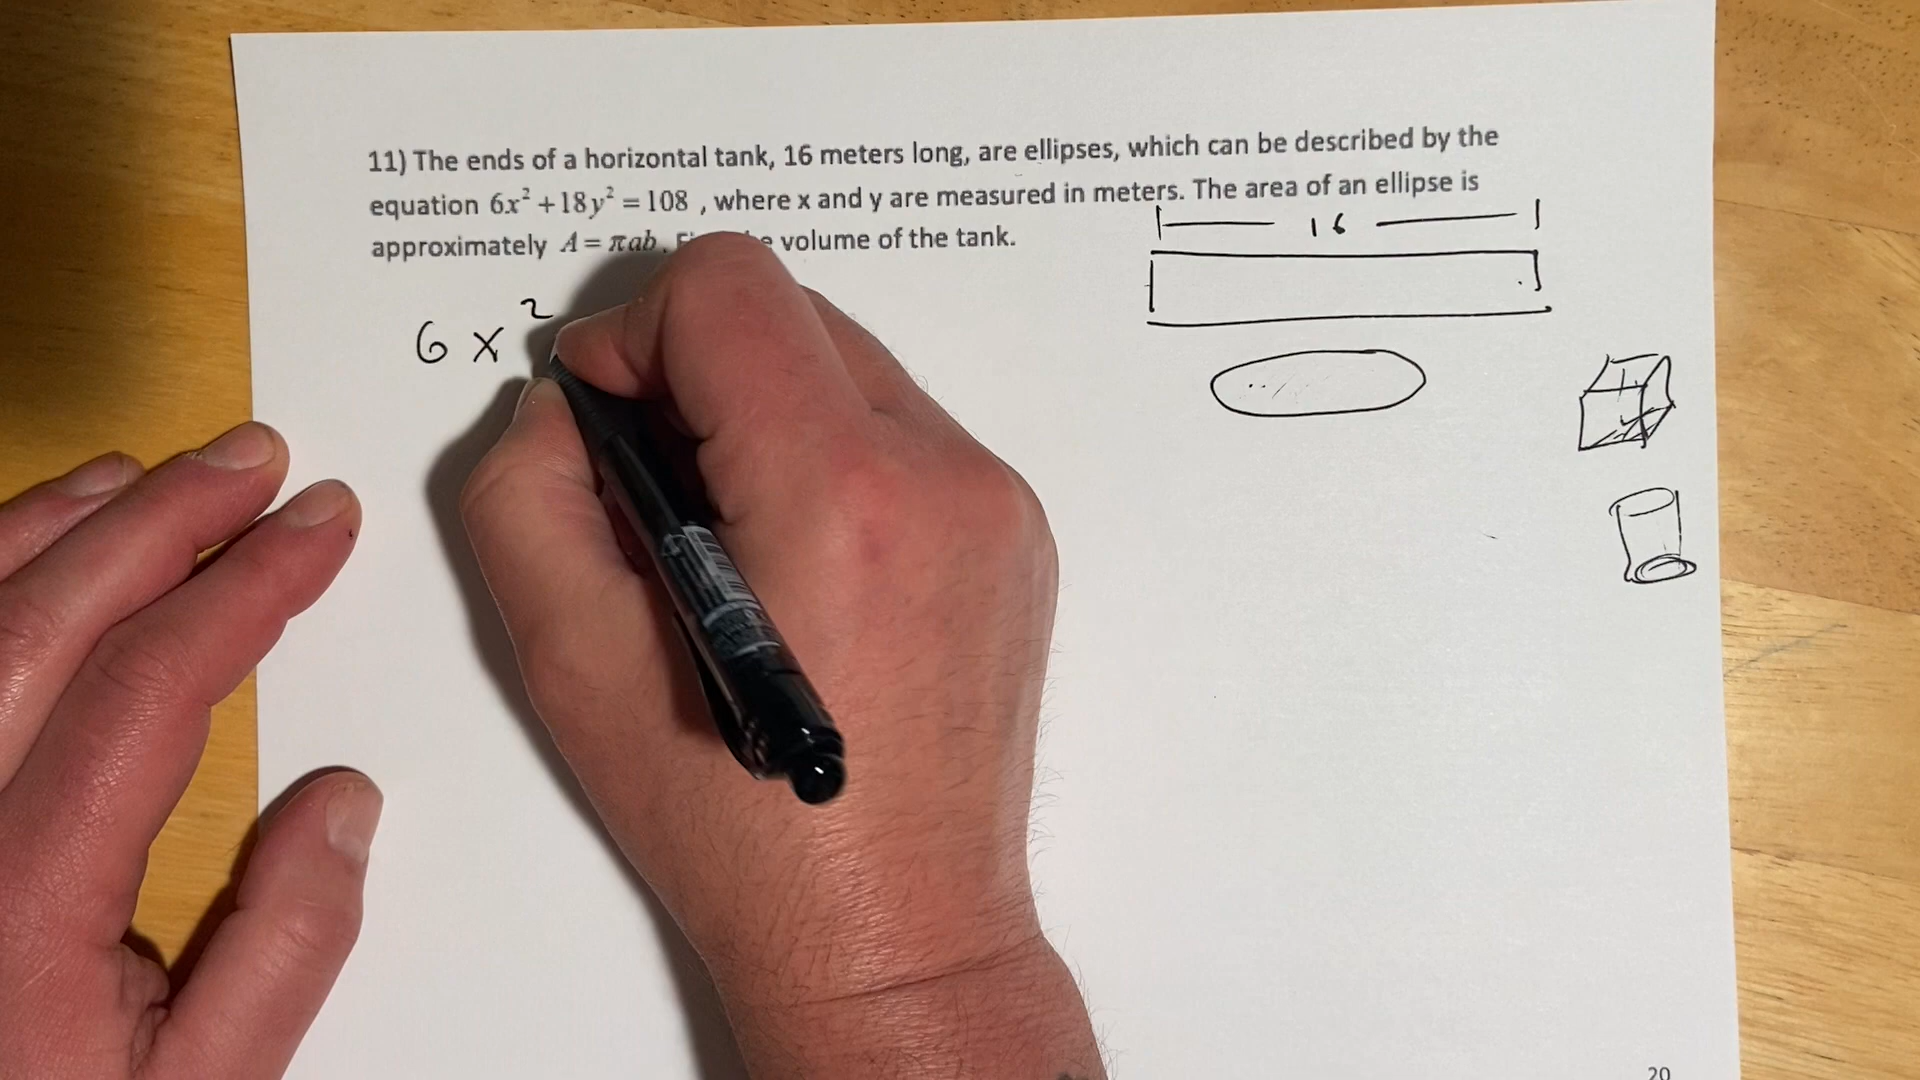 11) The ends of a horizontal tank, 16 meters long, are ellipses, which can be described by the
equation 6x² +18y² = 108 , where x and y are measured in meters. The area of an ellipse is
approximately A = πab. volume of the tank.
16
6 x²
20